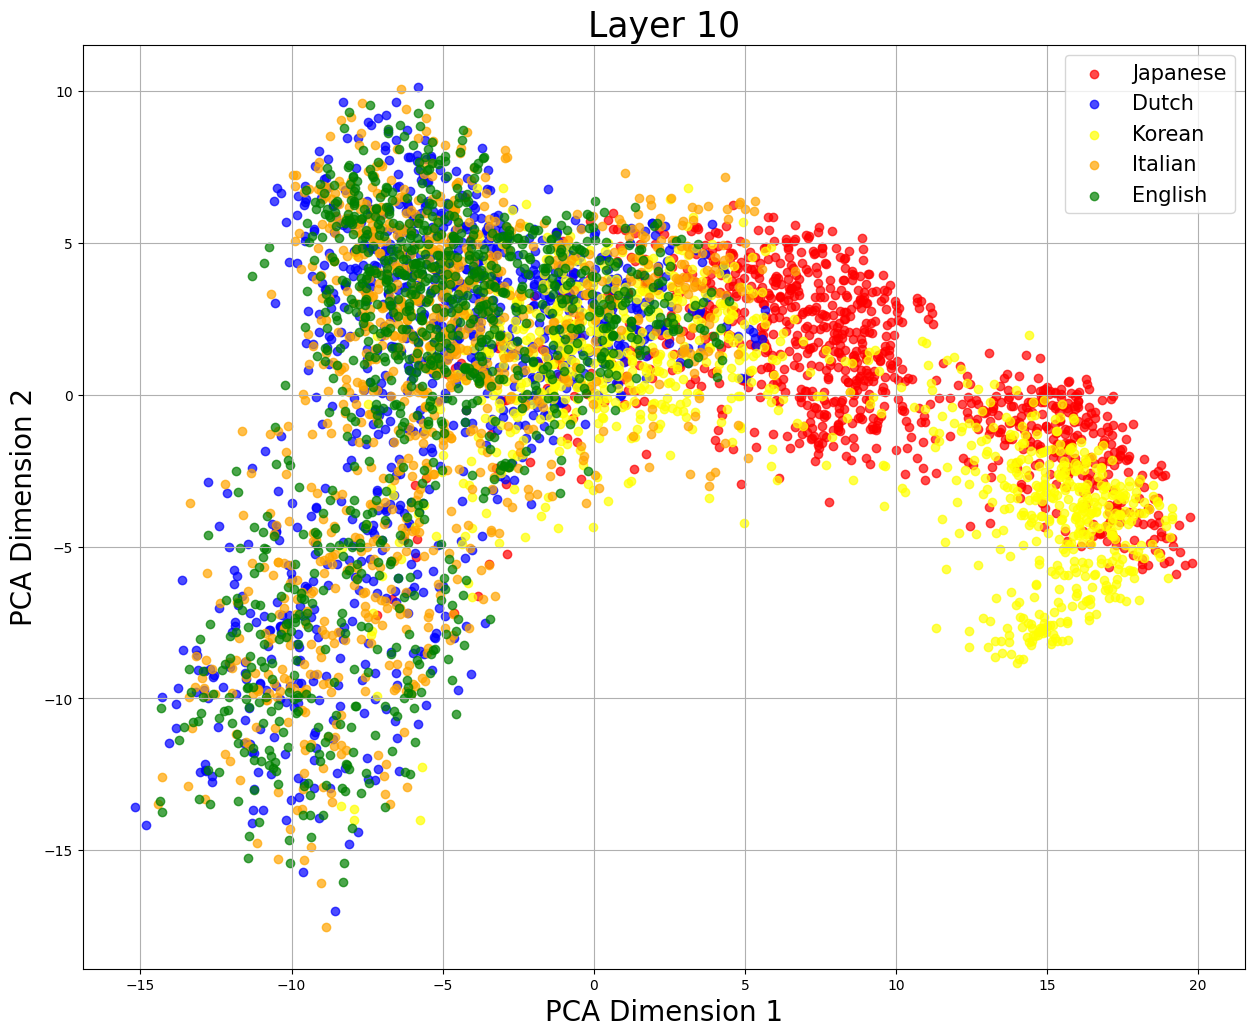 Layer 10
Japanese
Dutch
Korean
Italian
English
10
5
0
−5
−10
−15
PCA Dimension 2
−15 −10 −5 0 5 10 15 20
PCA Dimension 1